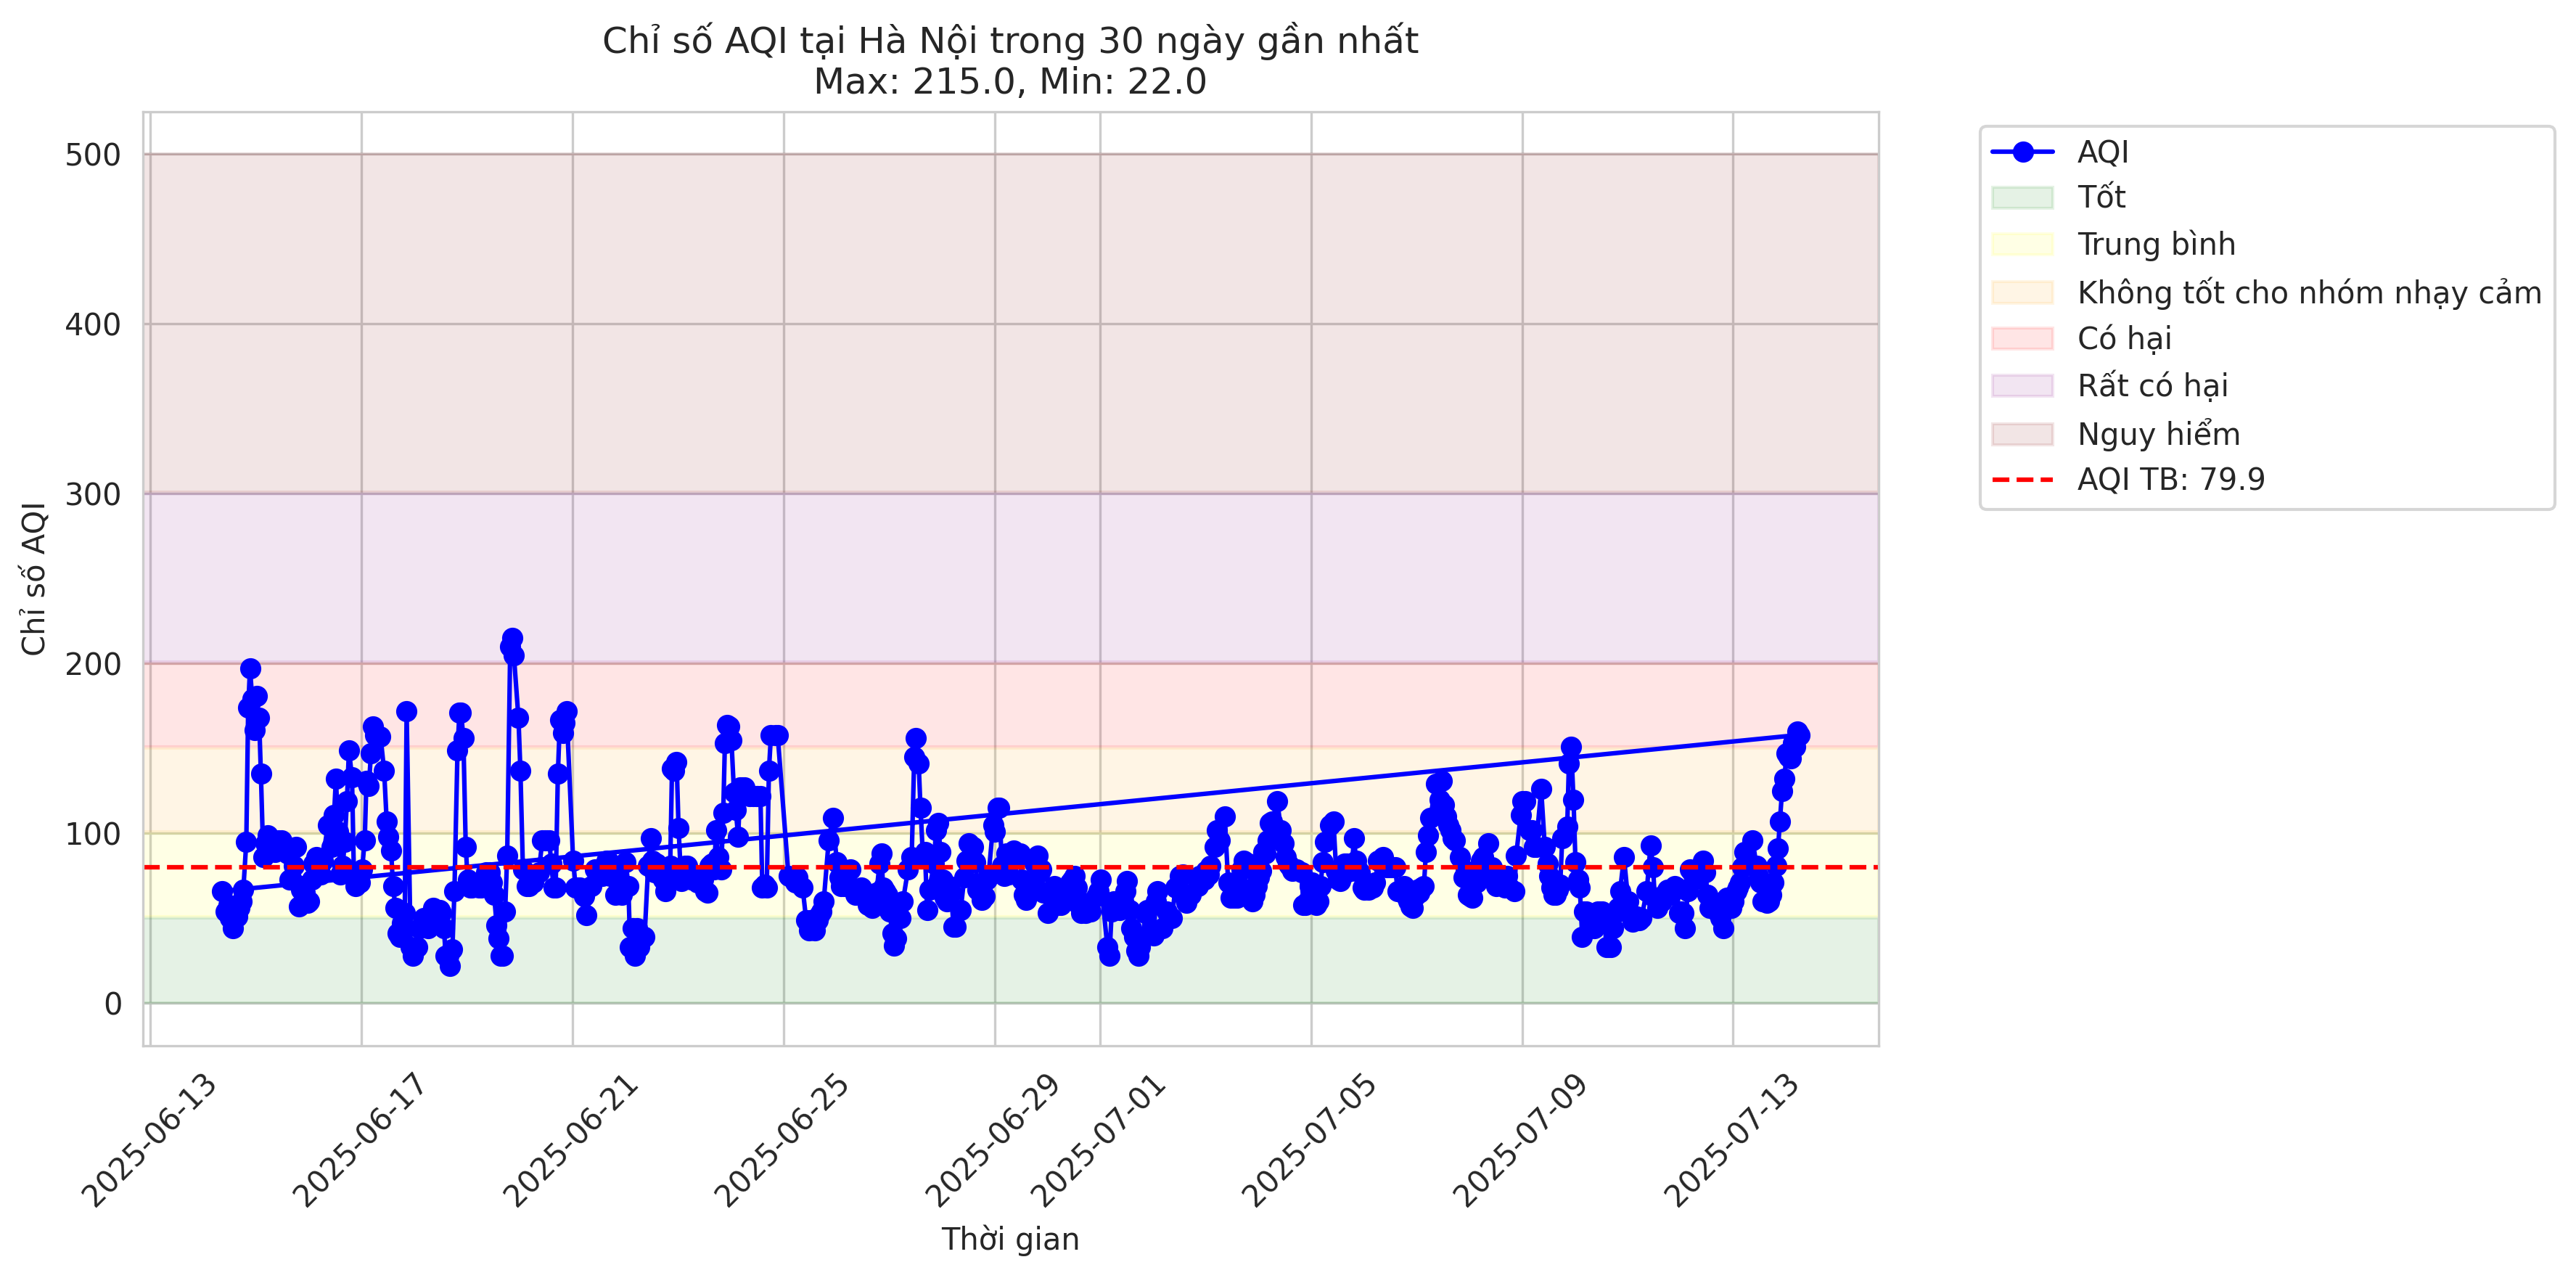 Chỉ số AQI tại Hà Nội trong 30 ngày gần nhất
Max: 215.0, Min: 22.0
Chỉ số AQI
500
400
300
200
100
0
2025-06-13
2025-06-17
2025-06-21
2025-06-25
2025-06-29
2025-07-01
2025-07-05
2025-07-09
2025-07-13
Thời gian
AQI
Tốt
Trung bình
Không tốt cho nhóm nhạy cảm
Có hại
Rất có hại
Nguy hiểm
AQI TB: 79.9